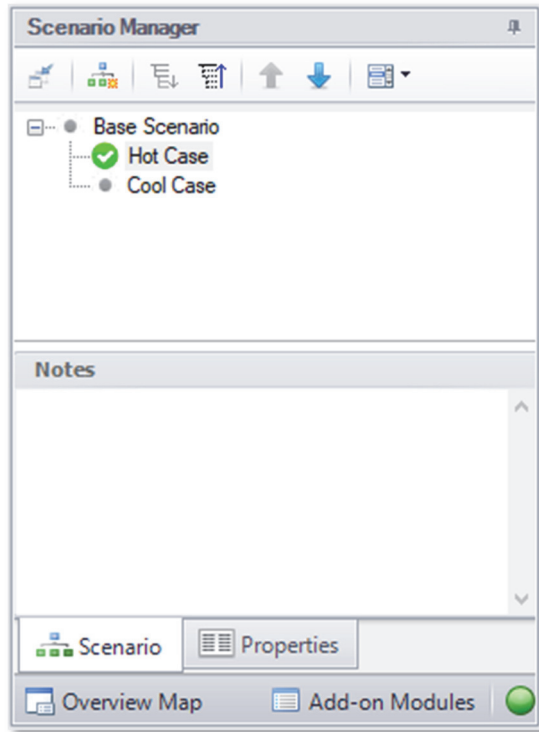 Scenario Manager
Base Scenario
Hot Case
Cool Case
Notes
Scenario Properties
Overview Map Add-on Modules